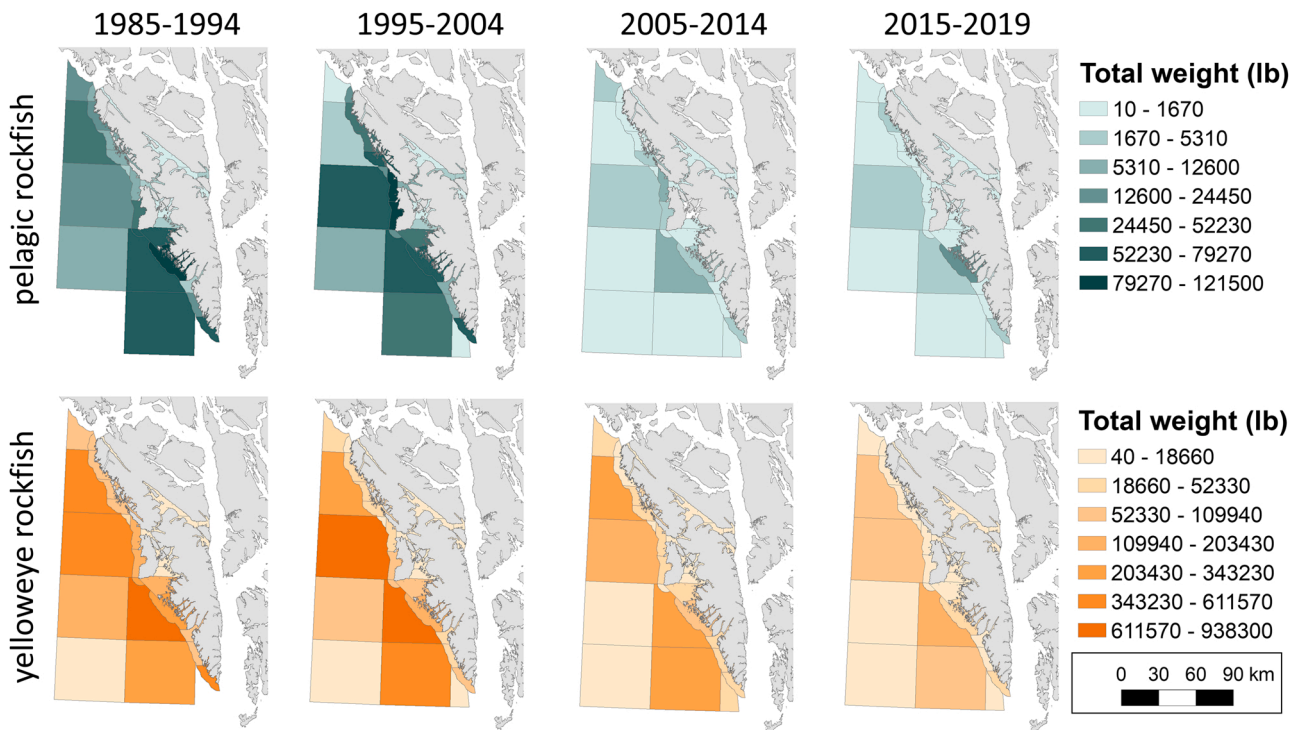 1985-1994
1995-2004
2005-2014
2015-2019
pelagic rockfish
Total weight (lb)
10 - 1670
1670 - 5310
5310 - 12600
12600 - 24450
24450 - 52230
52230 - 79270
79270 - 121500
yelloweye rockfish
Total weight (lb)
40 - 18660
18660 - 52330
52330 - 109940
109940 - 203430
203430 - 343230
343230 - 611570
611570 - 938300
0 30 60 90 km